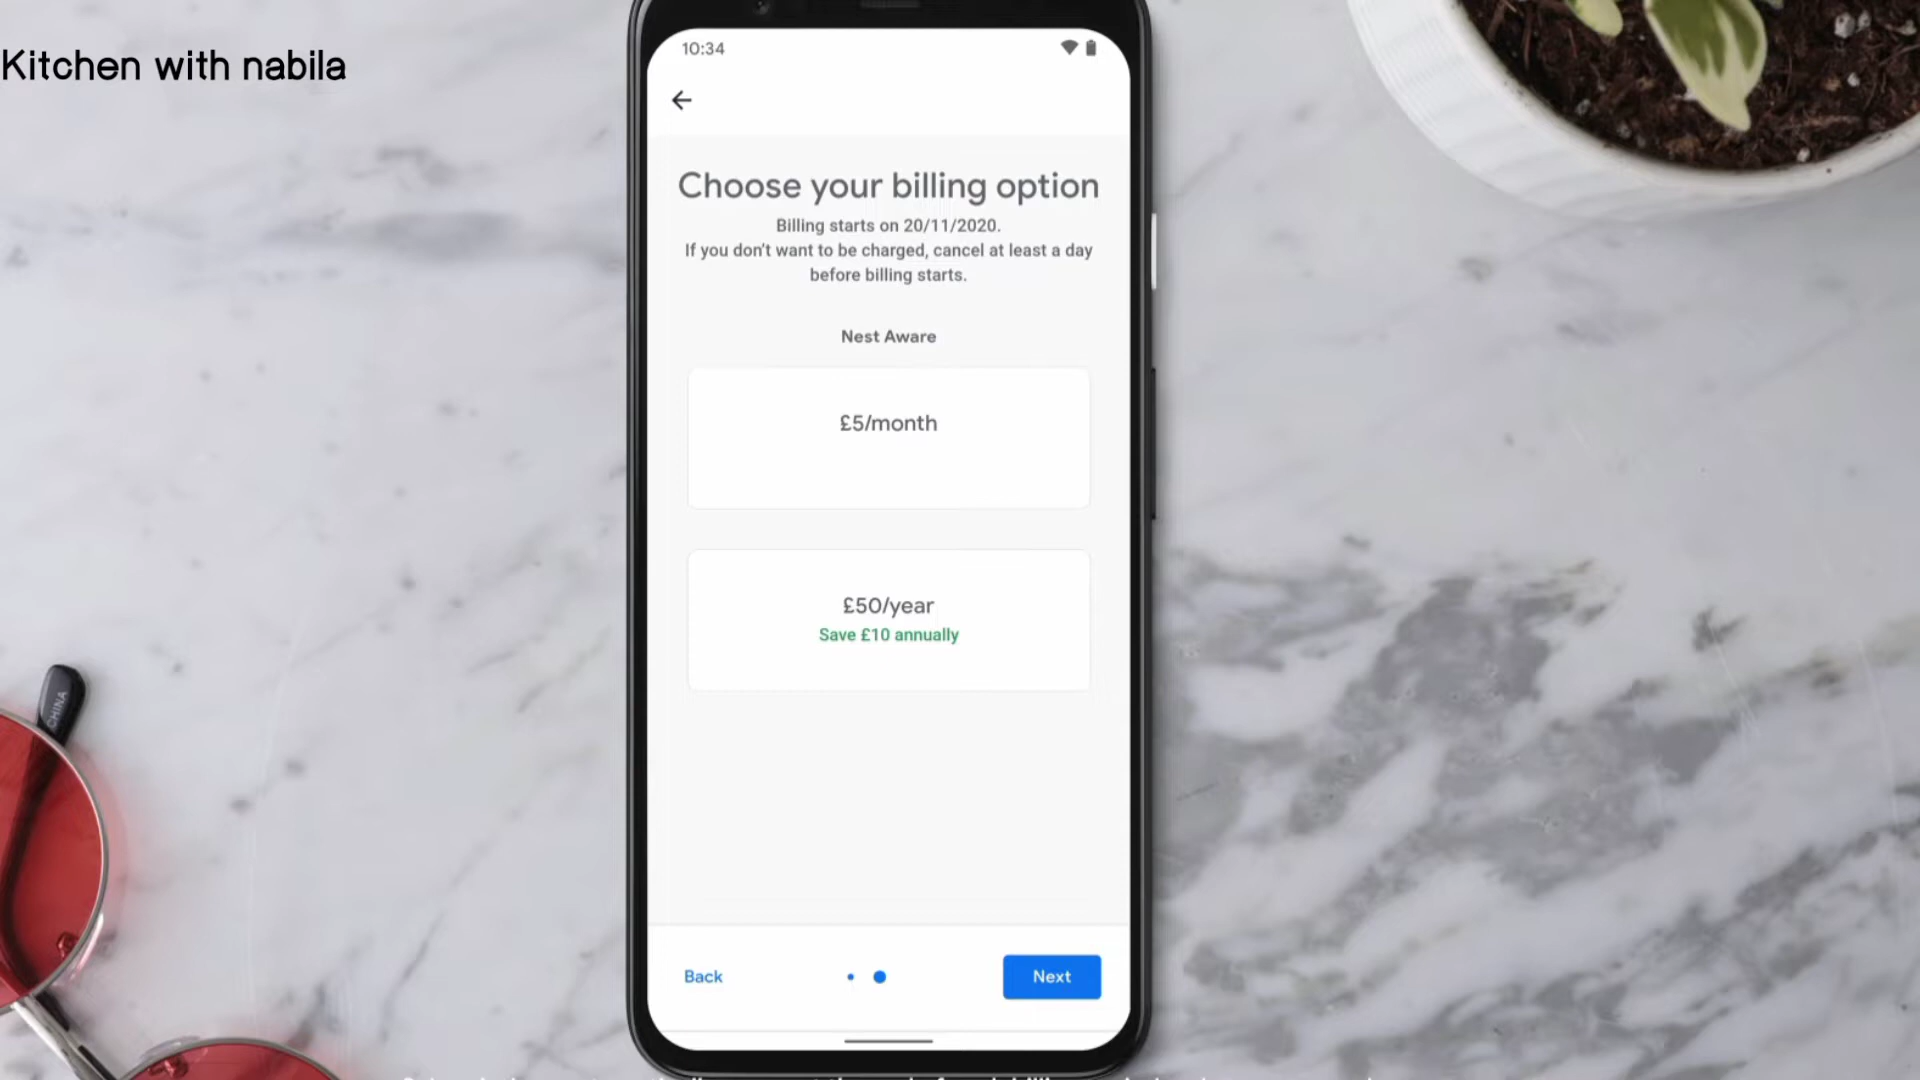 Kitchen with nabila
10:34
Choose your billing option
Billing starts on 20/11/2020.
If you don't want to be charged, cancel at least a day
before billing starts.
Nest Aware
£5/month
£50/year
Save £10 annually
Back
Next
CHINA